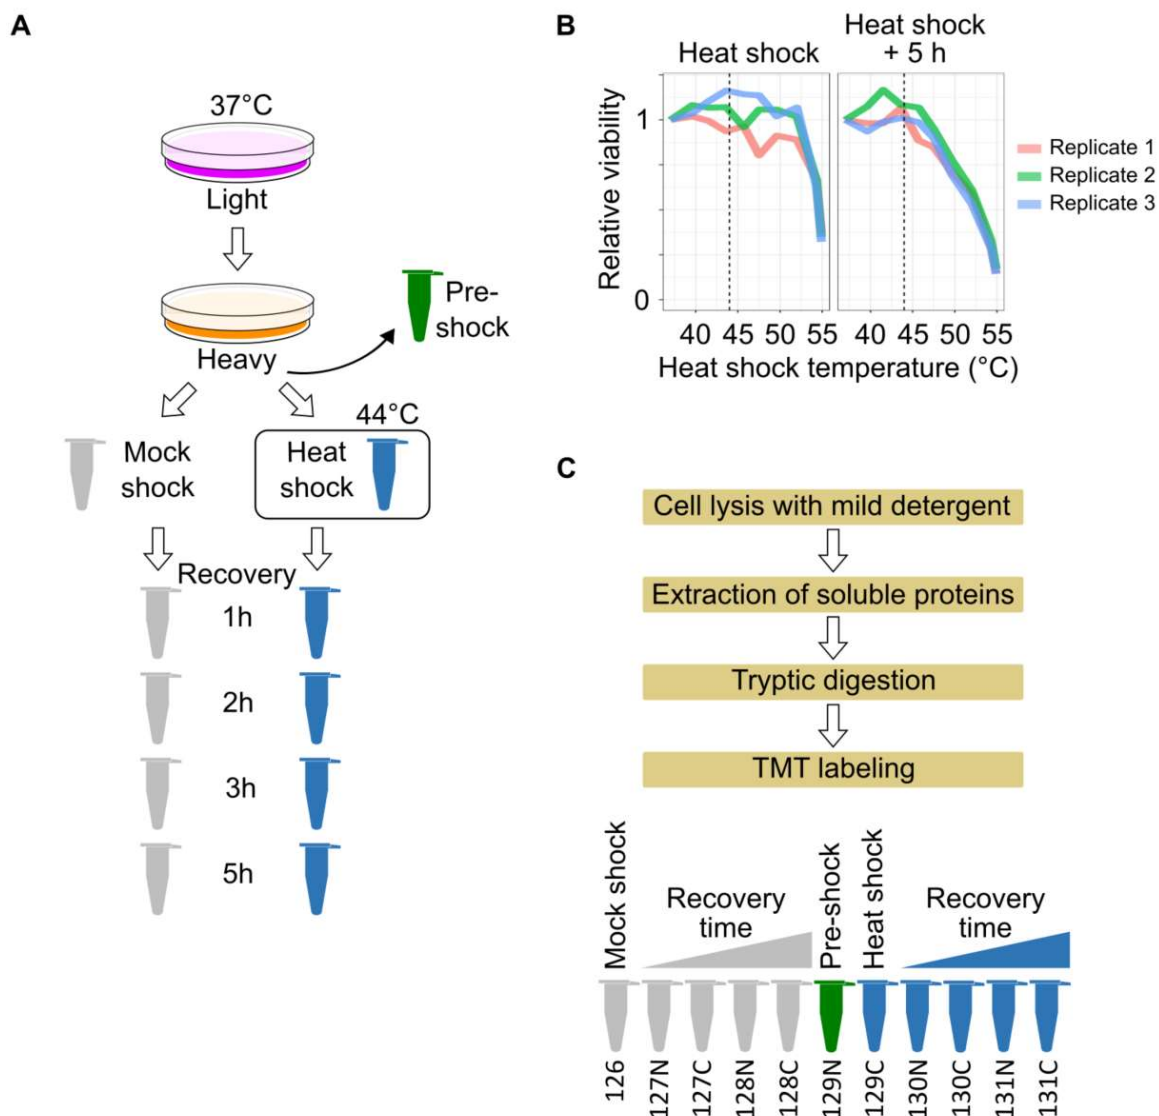 A
37°C
Light
Heavy
Pre-
shock
44°C
Mock
shock
Heat
shock
Recovery
1h
2h
3h
5h
B
Heat shock
Heat shock
+ 5 h
Relative viability
1
0
40 45 50 55
40 45 50 55
Heat shock temperature (°C)
Replicate 1
Replicate 2
Replicate 3
C
Cell lysis with mild detergent
Extraction of soluble proteins
Tryptic digestion
TMT labeling
Mock shock
Recovery
time
Pre-shock
Heat shock
Recovery
time
126
127N
127C
128N
128C
129N
129C
130N
130C
131N
131C